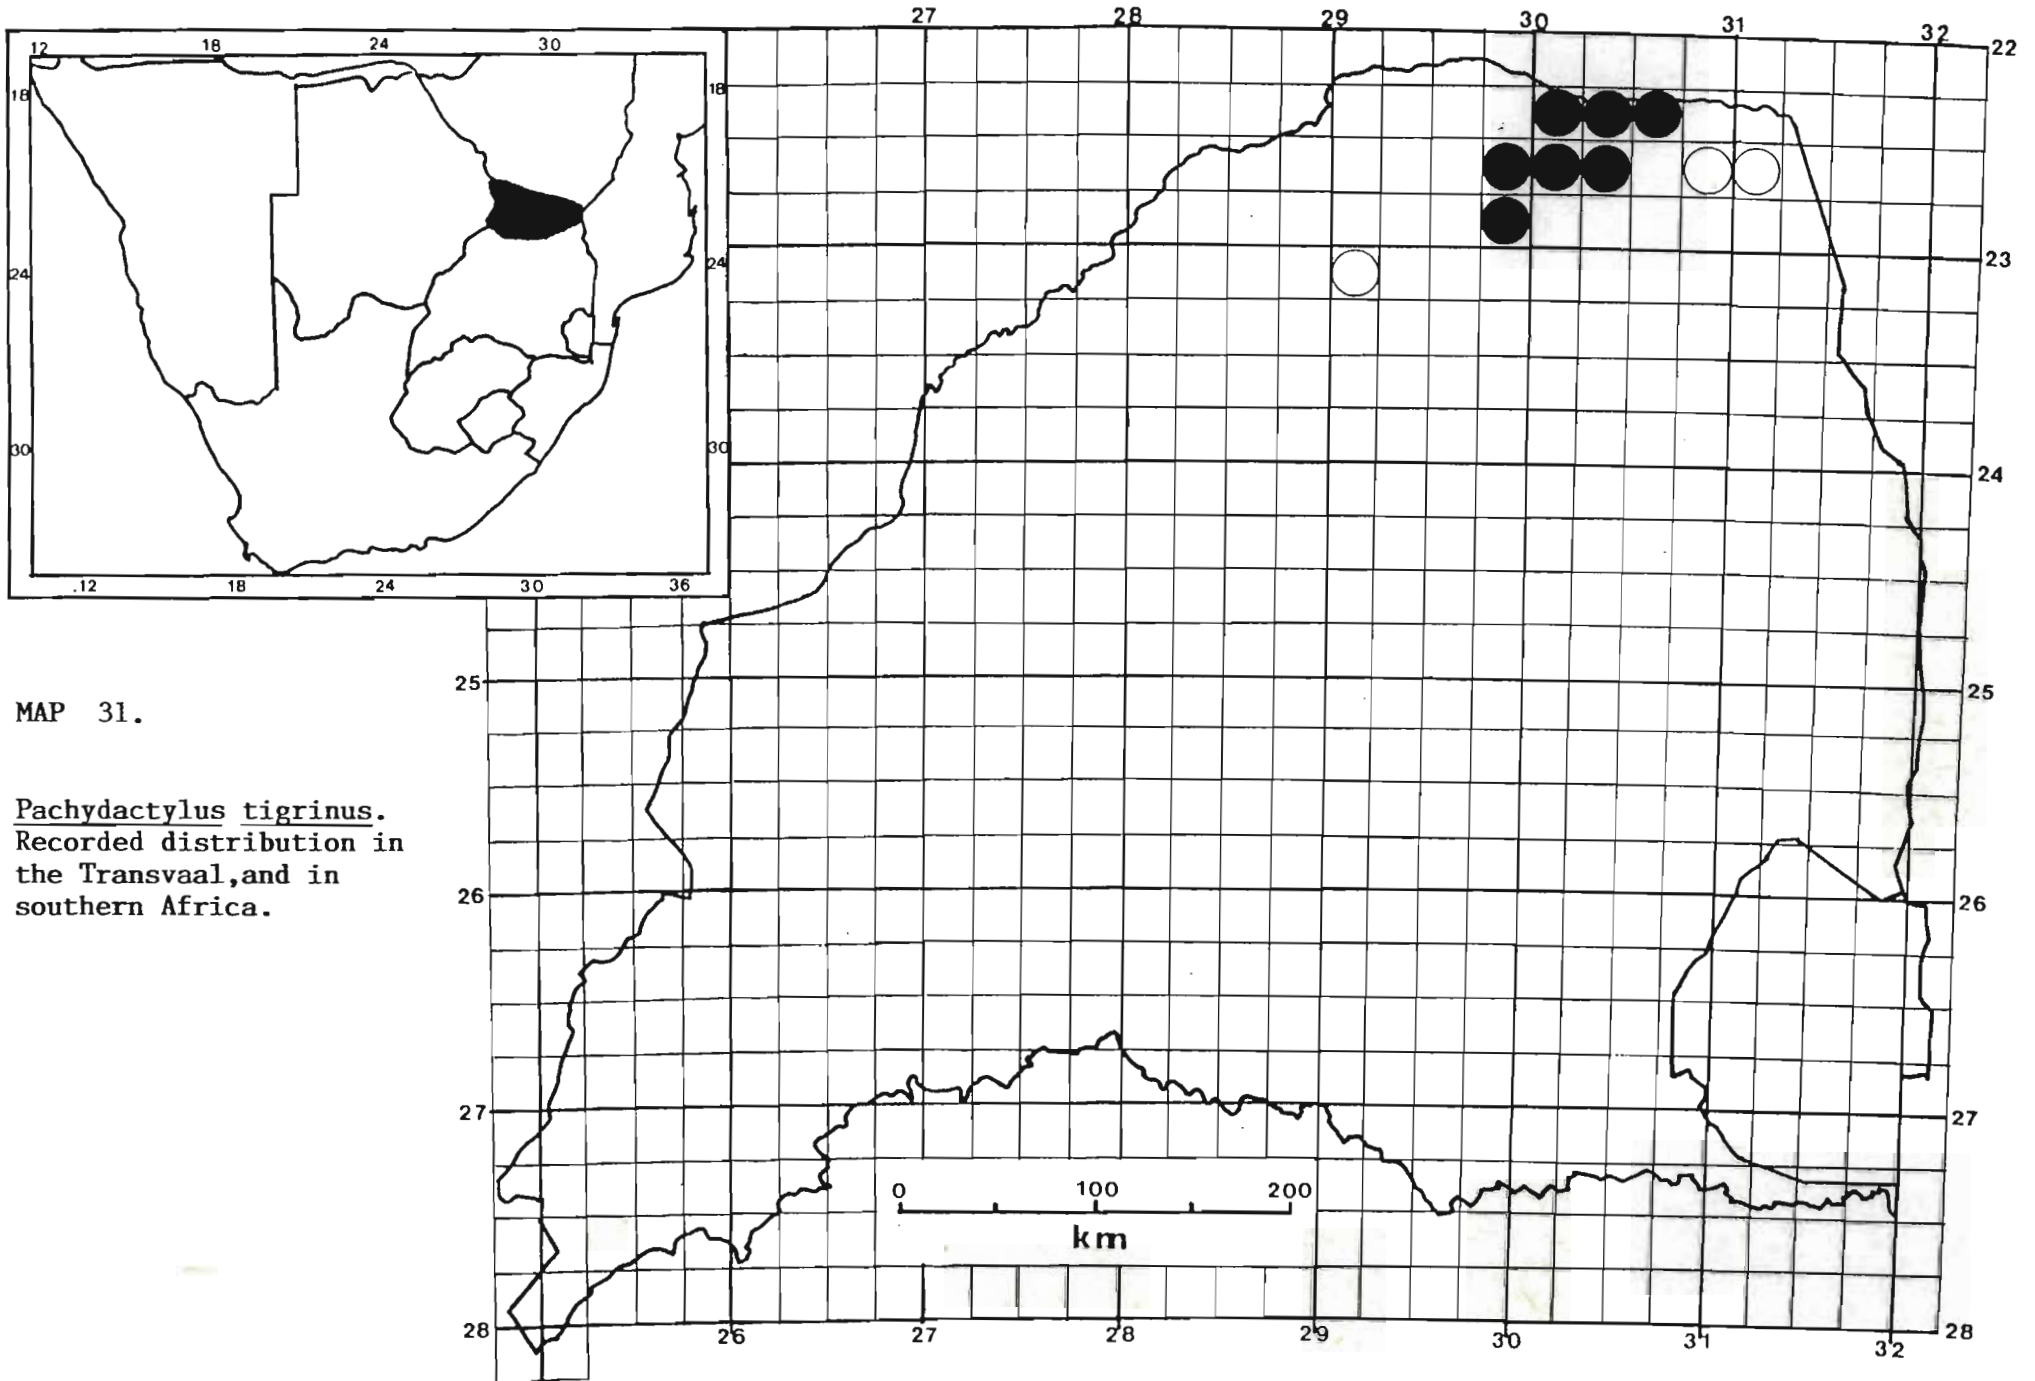 27 28 29 30 31 32
12 18 24 30
22
18 18
24 24
23
30 30
24
.12 18 24 30 36
25 25
MAP 31.
Pachydactylus tigrinus.
Recorded distribution in
the Transvaal,and in
southern Africa.
26 26
27 27
0 100 200
km
28 26 27 28 29 30 31 32 28